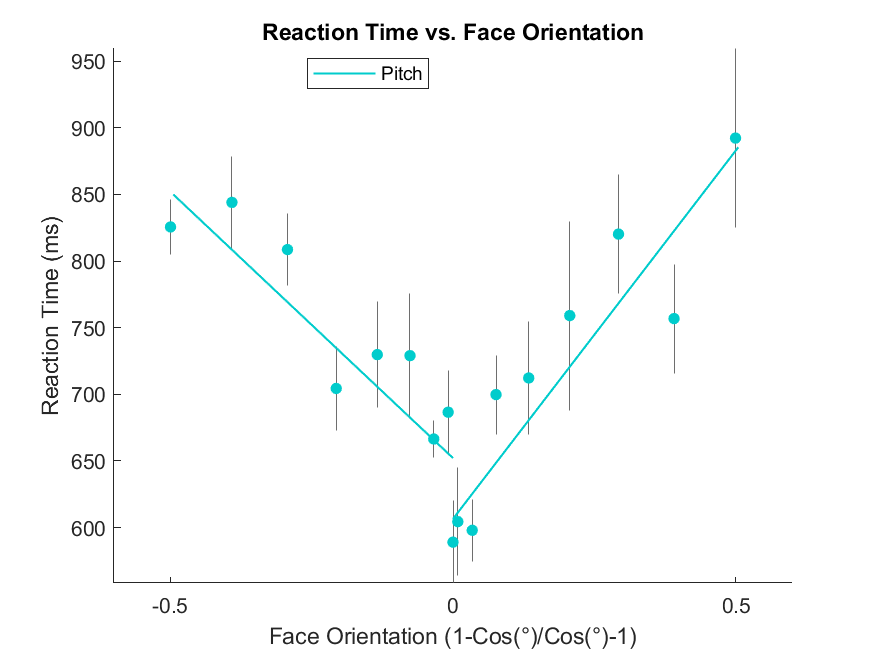 Reaction Time vs. Face Orientation
Pitch
950
900
850
800
750
700
650
600
Reaction Time (ms)
-0.5
0
0.5
Face Orientation (1-Cos(°)/Cos(°)-1)